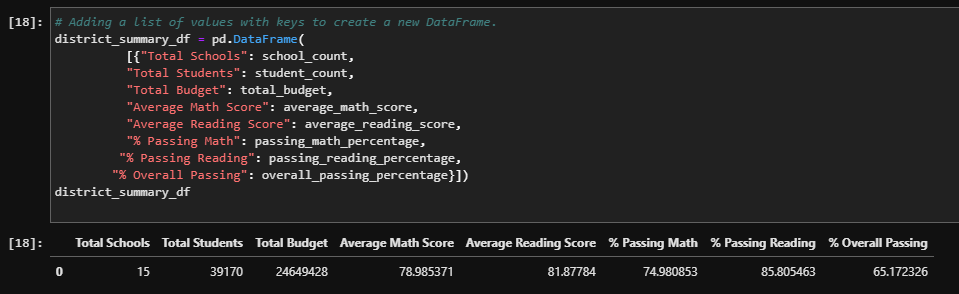 [18]: # Adding a list of values with keys to create a new DataFrame.
district_summary_df = pd.DataFrame(
[{"Total Schools": school_count,
"Total Students": student_count,
"Total Budget": total_budget,
"Average Math Score": average_math_score,
"Average Reading Score": average_reading_score,
"% Passing Math": passing_math_percentage,
"% Passing Reading": passing_reading_percentage,
"% Overall Passing": overall_passing_percentage}])
district_summary_df
[18]: Total Schools Total Students Total Budget Average Math Score Average Reading Score % Passing Math % Passing Reading % Overall Passing
0 15 39170 24649428 78.985371 81.87784 74.980853 85.805463 65.172326